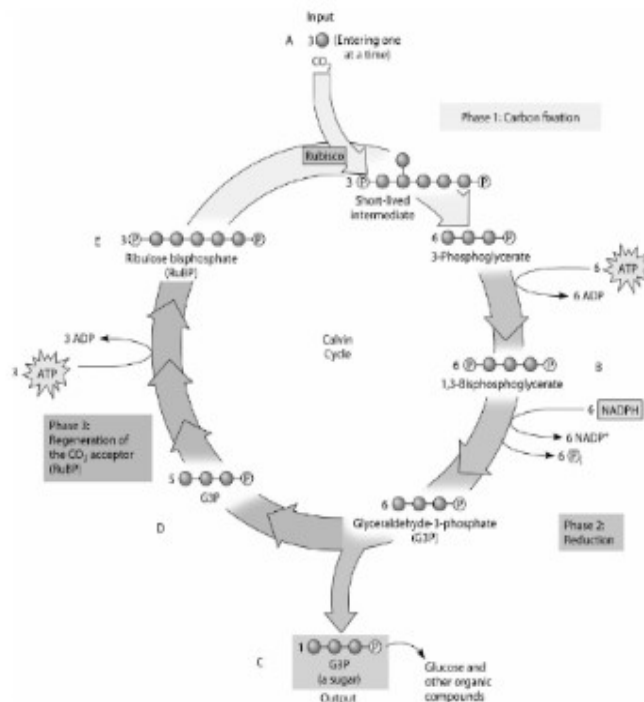 Input
A 3 (Entering one
at a time)
CO₂
Phase 1: Carbon fixation
Rubisco
3 P P
Short-lived
intermediate
E 3 P P
Ribulose bisphosphate
(RuBP)
6 P
3-Phosphoglycerate
6 ATP
6 ADP
3 ADP
3 ATP
Calvin
Cycle
6 P P B
1,3-Bisphosphoglycerate
6 NADPH
6 NADP⁺
6 Pᵢ
Phase 3:
Regeneration of
the CO₂ acceptor
(RuBP)
5 P
G3P
6 P
Glyceraldehyde-3-phosphate
(G3P)
D
Phase 2:
Reduction
C 1 P
G3P
(a sugar)
Output
Glucose and
other organic
compounds